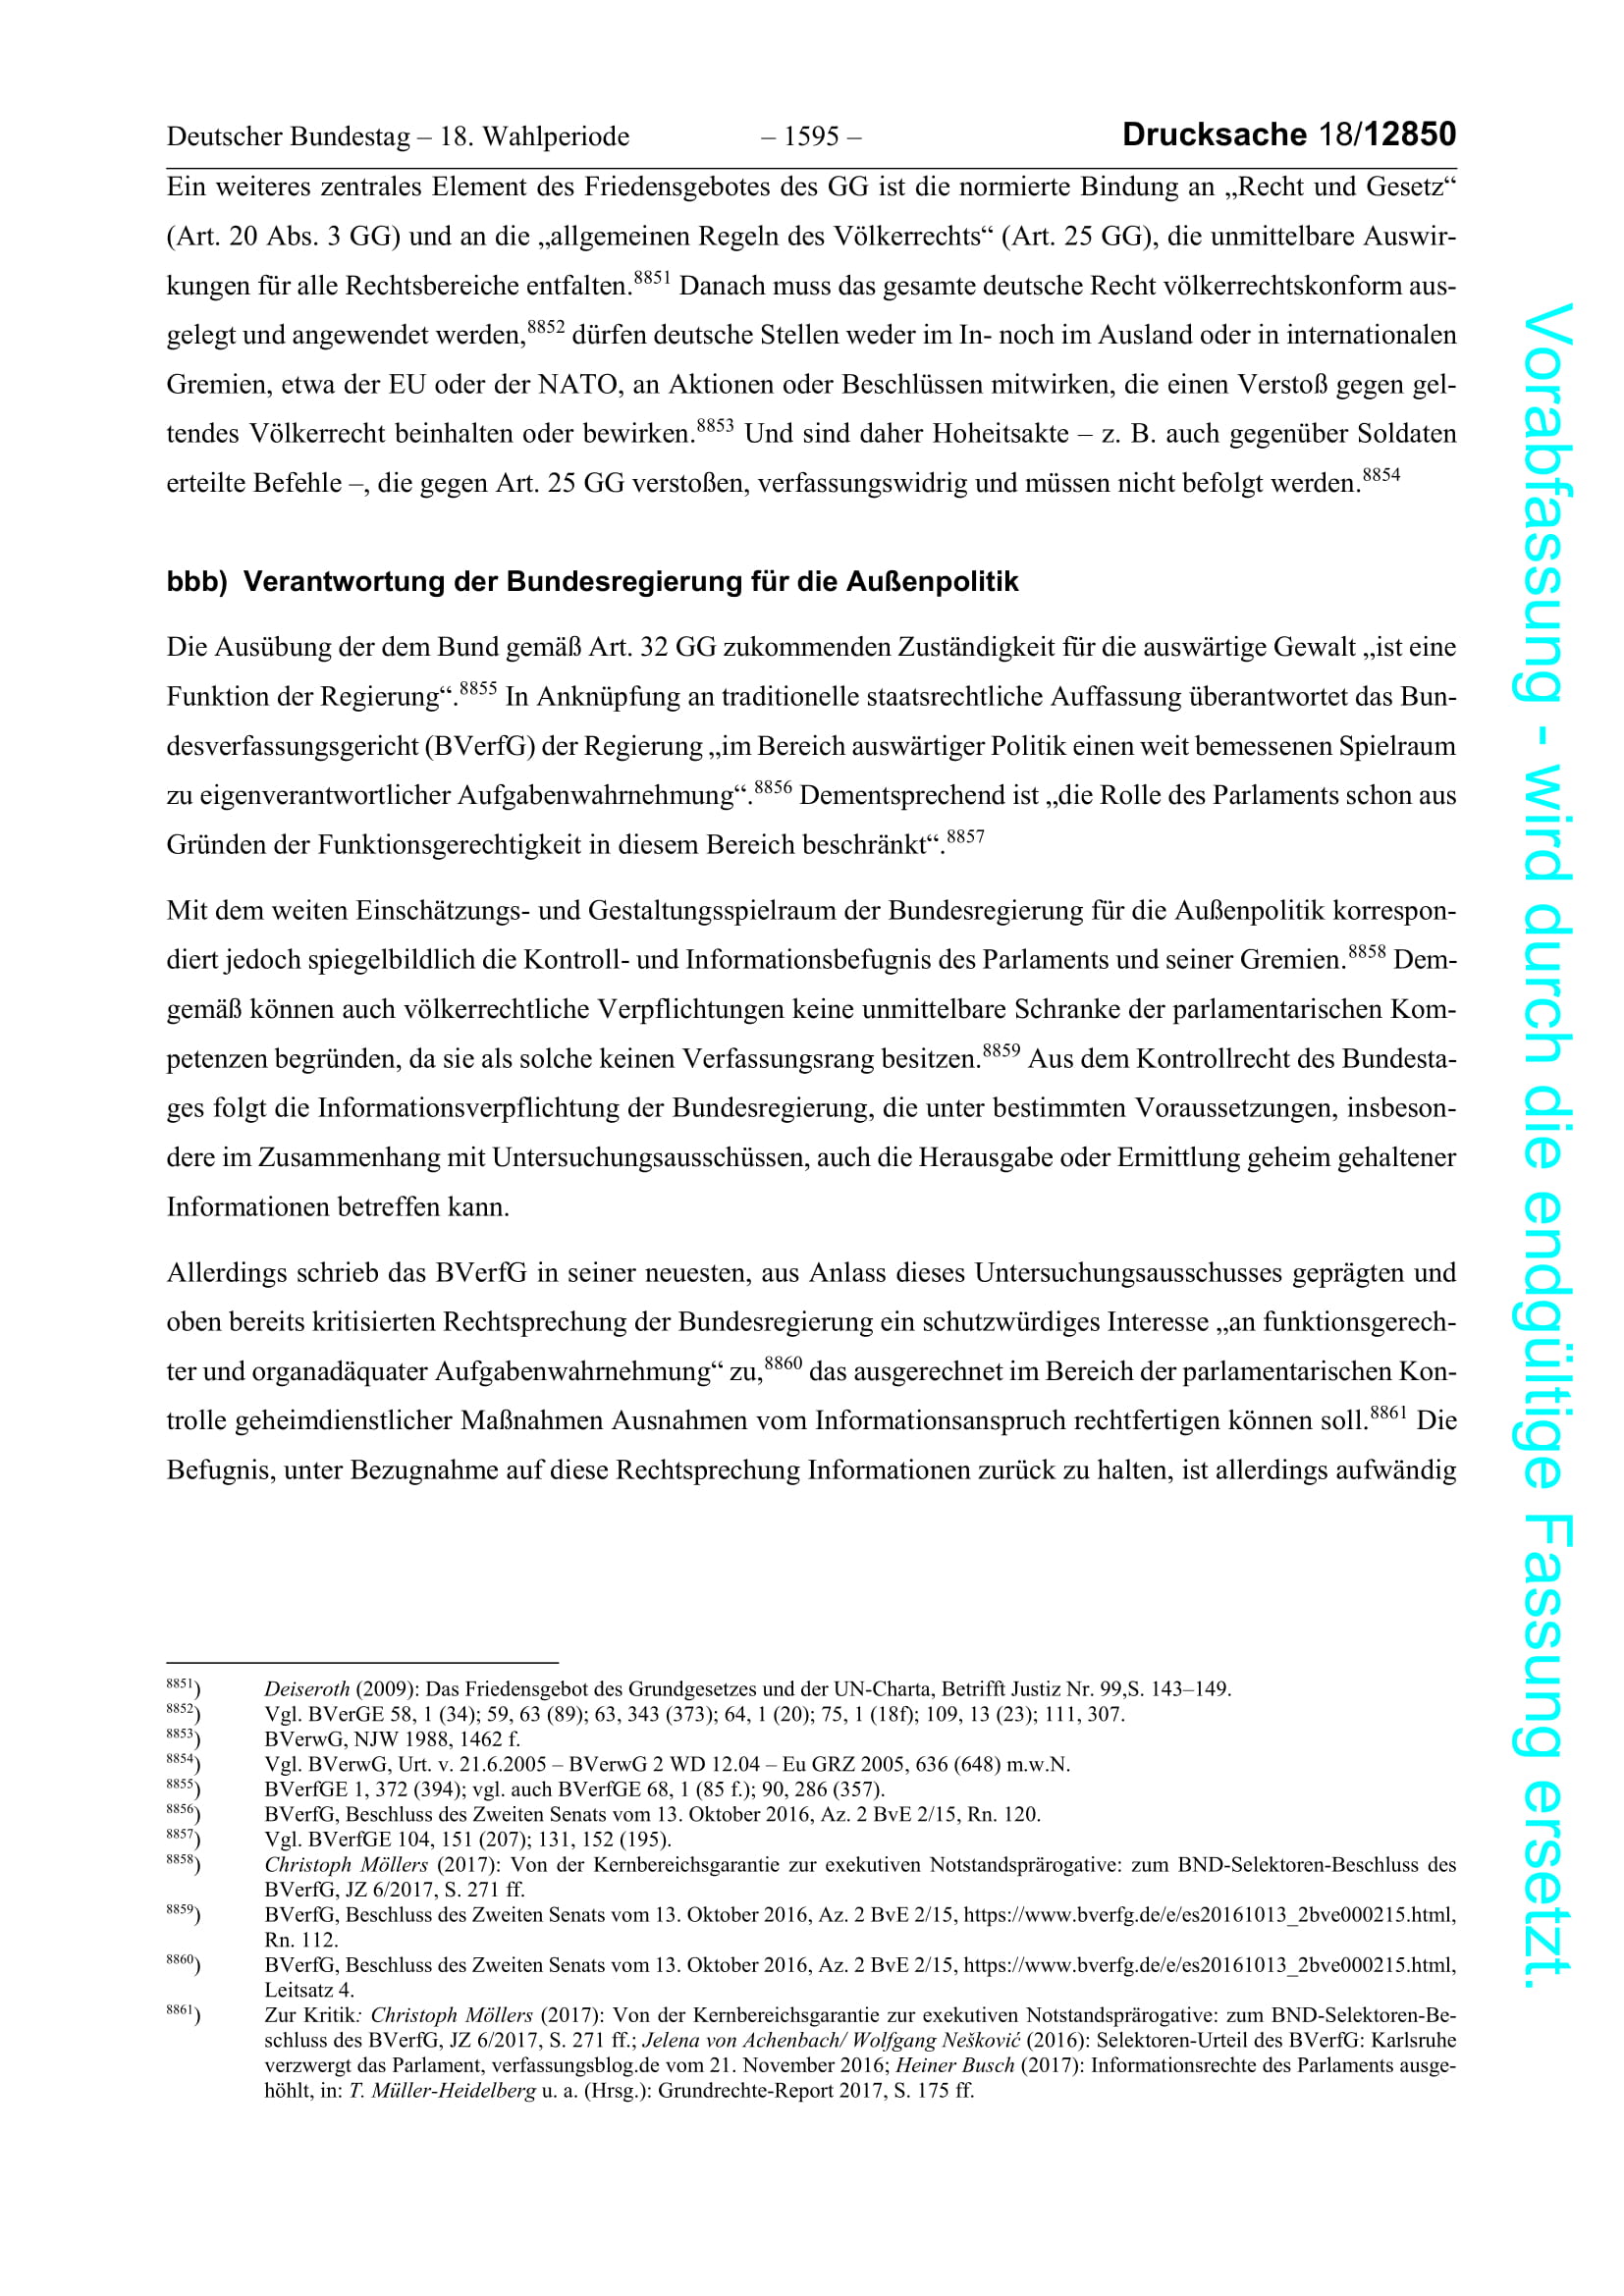 Deutscher Bundestag – 18. Wahlperiode – 1595 – Drucksache 18/12850
Ein weiteres zentrales Element des Friedensgebotes des GG ist die normierte Bindung an „Recht und Gesetz“
(Art. 20 Abs. 3 GG) und an die „allgemeinen Regeln des Völkerrechts“ (Art. 25 GG), die unmittelbare Auswir-
kungen für alle Rechtsbereiche entfalten.8851 Danach muss das gesamte deutsche Recht völkerrechtskonform aus-
gelegt und angewendet werden,8852 dürfen deutsche Stellen weder im In- noch im Ausland oder in internationalen
Gremien, etwa der EU oder der NATO, an Aktionen oder Beschlüssen mitwirken, die einen Verstoß gegen gel-
tendes Völkerrecht beinhalten oder bewirken.8853 Und sind daher Hoheitsakte – z. B. auch gegenüber Soldaten
erteilte Befehle –, die gegen Art. 25 GG verstoßen, verfassungswidrig und müssen nicht befolgt werden.8854
bbb) Verantwortung der Bundesregierung für die Außenpolitik
Die Ausübung der dem Bund gemäß Art. 32 GG zukommenden Zuständigkeit für die auswärtige Gewalt „ist eine
Funktion der Regierung“.8855 In Anknüpfung an traditionelle staatsrechtliche Auffassung überantwortet das Bun-
desverfassungsgericht (BVerfG) der Regierung „im Bereich auswärtiger Politik einen weit bemessenen Spielraum
zu eigenverantwortlicher Aufgabenwahrnehmung“.8856 Dementsprechend ist „die Rolle des Parlaments schon aus
Gründen der Funktionsgerechtigkeit in diesem Bereich beschränkt“.8857
Mit dem weiten Einschätzungs- und Gestaltungsspielraum der Bundesregierung für die Außenpolitik korrespon-
diert jedoch spiegelbildlich die Kontroll- und Informationsbefugnis des Parlaments und seiner Gremien.8858 Dem-
gemäß können auch völkerrechtliche Verpflichtungen keine unmittelbare Schranke der parlamentarischen Kom-
petenzen begründen, da sie als solche keinen Verfassungsrang besitzen.8859 Aus dem Kontrollrecht des Bundesta-
ges folgt die Informationsverpflichtung der Bundesregierung, die unter bestimmten Voraussetzungen, insbeson-
dere im Zusammenhang mit Untersuchungsausschüssen, auch die Herausgabe oder Ermittlung geheim gehaltener
Informationen betreffen kann.
Allerdings schrieb das BVerfG in seiner neuesten, aus Anlass dieses Untersuchungsausschusses geprägten und
oben bereits kritisierten Rechtsprechung der Bundesregierung ein schutzwürdiges Interesse „an funktionsgerech-
ter und organadäquater Aufgabenwahrnehmung“ zu,8860 das ausgerechnet im Bereich der parlamentarischen Kon-
trolle geheimdienstlicher Maßnahmen Ausnahmen vom Informationsanspruch rechtfertigen können soll.8861 Die
Befugnis, unter Bezugnahme auf diese Rechtsprechung Informationen zurück zu halten, ist allerdings aufwändig
8851) Deiseroth (2009): Das Friedensgebot des Grundgesetzes und der UN-Charta, Betrifft Justiz Nr. 99,S. 143–149.
8852) Vgl. BVerGE 58, 1 (34); 59, 63 (89); 63, 343 (373); 64, 1 (20); 75, 1 (18f); 109, 13 (23); 111, 307.
8853) BVerwG, NJW 1988, 1462 f.
8854) Vgl. BVerwG, Urt. v. 21.6.2005 – BVerwG 2 WD 12.04 – Eu GRZ 2005, 636 (648) m.w.N.
8855) BVerfGE 1, 372 (394); vgl. auch BVerfGE 68, 1 (85 f.); 90, 286 (357).
8856) BVerfG, Beschluss des Zweiten Senats vom 13. Oktober 2016, Az. 2 BvE 2/15, Rn. 120.
8857) Vgl. BVerfGE 104, 151 (207); 131, 152 (195).
8858) Christoph Möllers (2017): Von der Kernbereichsgarantie zur exekutiven Notstandsprärogative: zum BND-Selektoren-Beschluss des
BVerfG, JZ 6/2017, S. 271 ff.
8859) BVerfG, Beschluss des Zweiten Senats vom 13. Oktober 2016, Az. 2 BvE 2/15, https://www.bverfg.de/e/es20161013_2bve000215.html,
Rn. 112.
8860) BVerfG, Beschluss des Zweiten Senats vom 13. Oktober 2016, Az. 2 BvE 2/15, https://www.bverfg.de/e/es20161013_2bve000215.html,
Leitsatz 4.
8861) Zur Kritik: Christoph Möllers (2017): Von der Kernbereichsgarantie zur exekutiven Notstandsprärogative: zum BND-Selektoren-Be-
schluss des BVerfG, JZ 6/2017, S. 271 ff.; Jelena von Achenbach/ Wolfgang Nešković (2016): Selektoren-Urteil des BVerfG: Karlsruhe
verzwergt das Parlament, verfassungsblog.de vom 21. November 2016; Heiner Busch (2017): Informationsrechte des Parlaments ausge-
höhlt, in: T. Müller-Heidelberg u. a. (Hrsg.): Grundrechte-Report 2017, S. 175 ff.
Vorabfassung - wird durch die endgültige Fassung ersetzt.